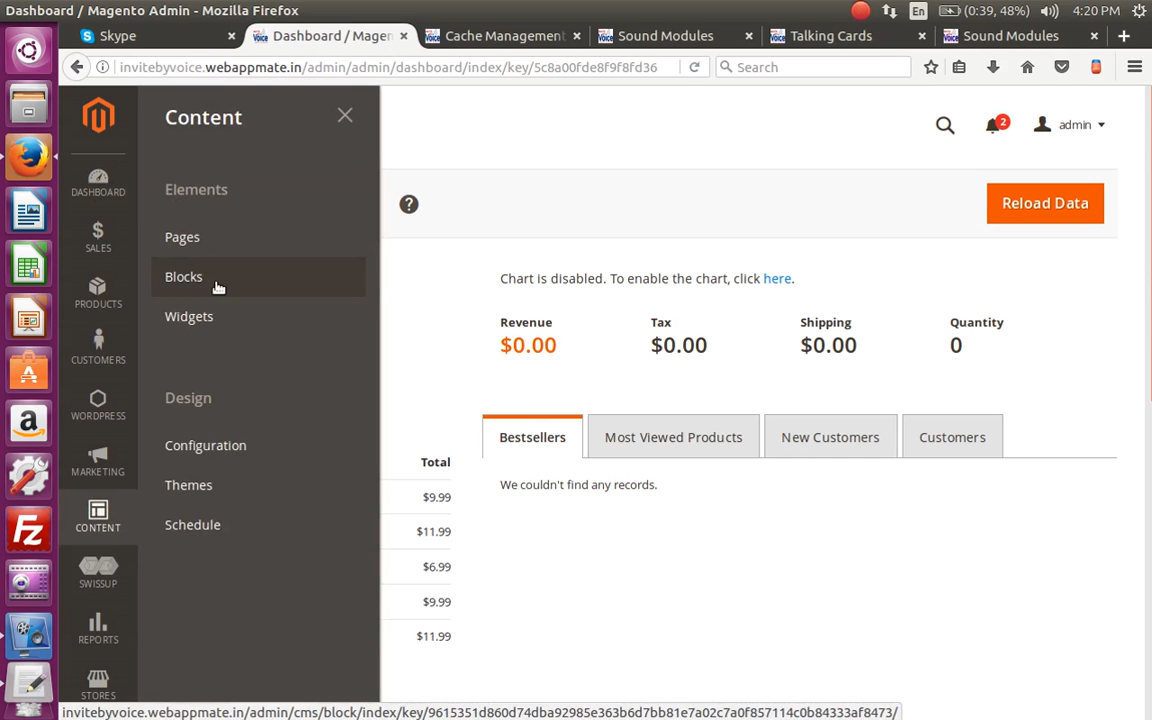 Dashboard / Magento Admin - Mozilla Firefox
En
(0:39, 48%)
4:20 PM
Skype
Dashboard / Magen
Cache Management
Sound Modules
Talking Cards
Sound Modules
invitebyvoice.webappmate.in/admin/admin/dashboard/index/key/5c8a00fde8f9f8fd36
Search
Content
2
admin
DASHBOARD
SALES
PRODUCTS
CUSTOMERS
WORDPRESS
MARKETING
CONTENT
SWISSUP
REPORTS
STORES
Elements
Pages
Blocks
Widgets
Design
Configuration
Themes
Schedule
?
Reload Data
Chart is disabled. To enable the chart, click here.
Revenue
$0.00
Tax
$0.00
Shipping
$0.00
Quantity
0
Bestsellers
Most Viewed Products
New Customers
Customers
Total
We couldn't find any records.
$9.99
$11.99
$6.99
$9.99
$11.99
invitebyvoice.webappmate.in/admin/cms/block/index/key/9615351d860d74dba92985e363b6d7bb81e7a02c7a0f857114c0b84333af8473/